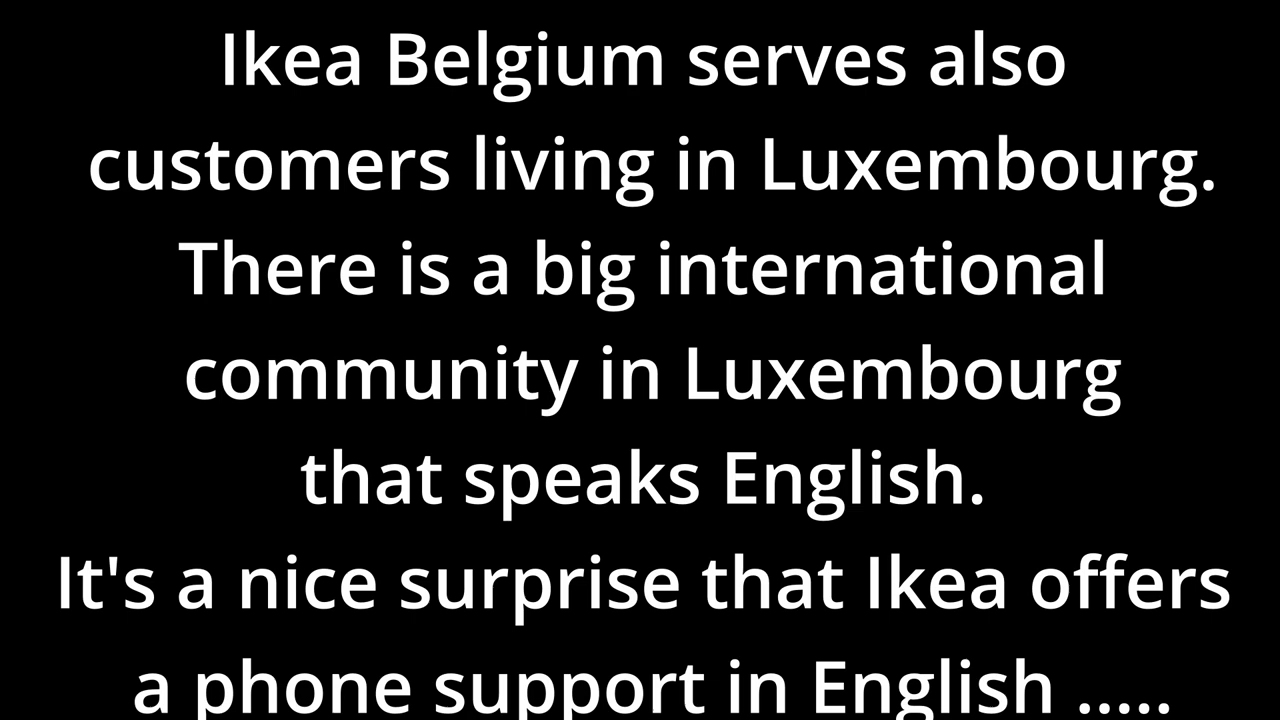 Ikea Belgium serves also
customers living in Luxembourg.
There is a big international
community in Luxembourg
that speaks English.
It's a nice surprise that Ikea offers
a phone support in English .....